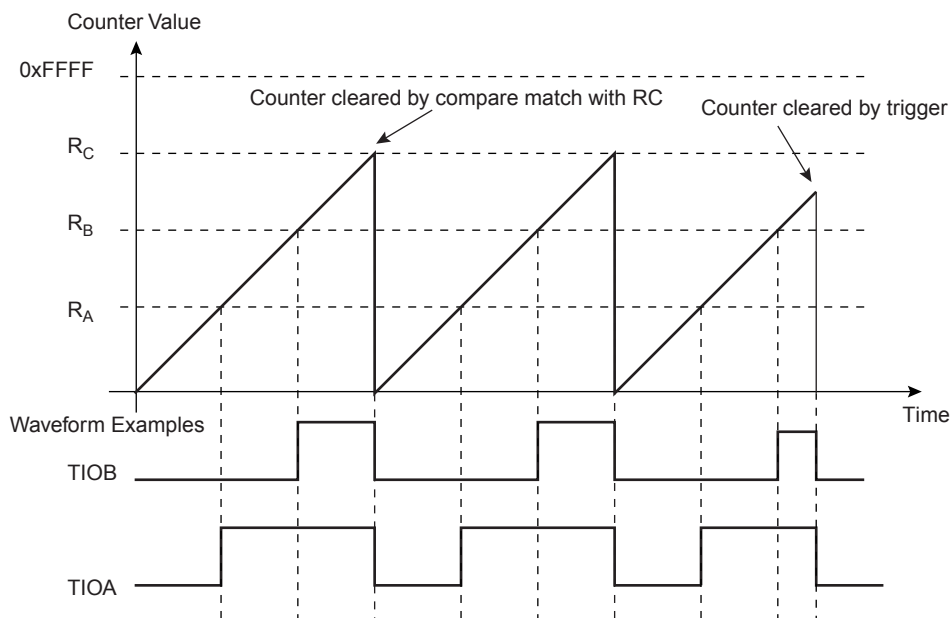 Counter Value
0xFFFF
Counter cleared by compare match with RC
Counter cleared by trigger
RC
RB
RA
Time
Waveform Examples
TIOB
TIOA